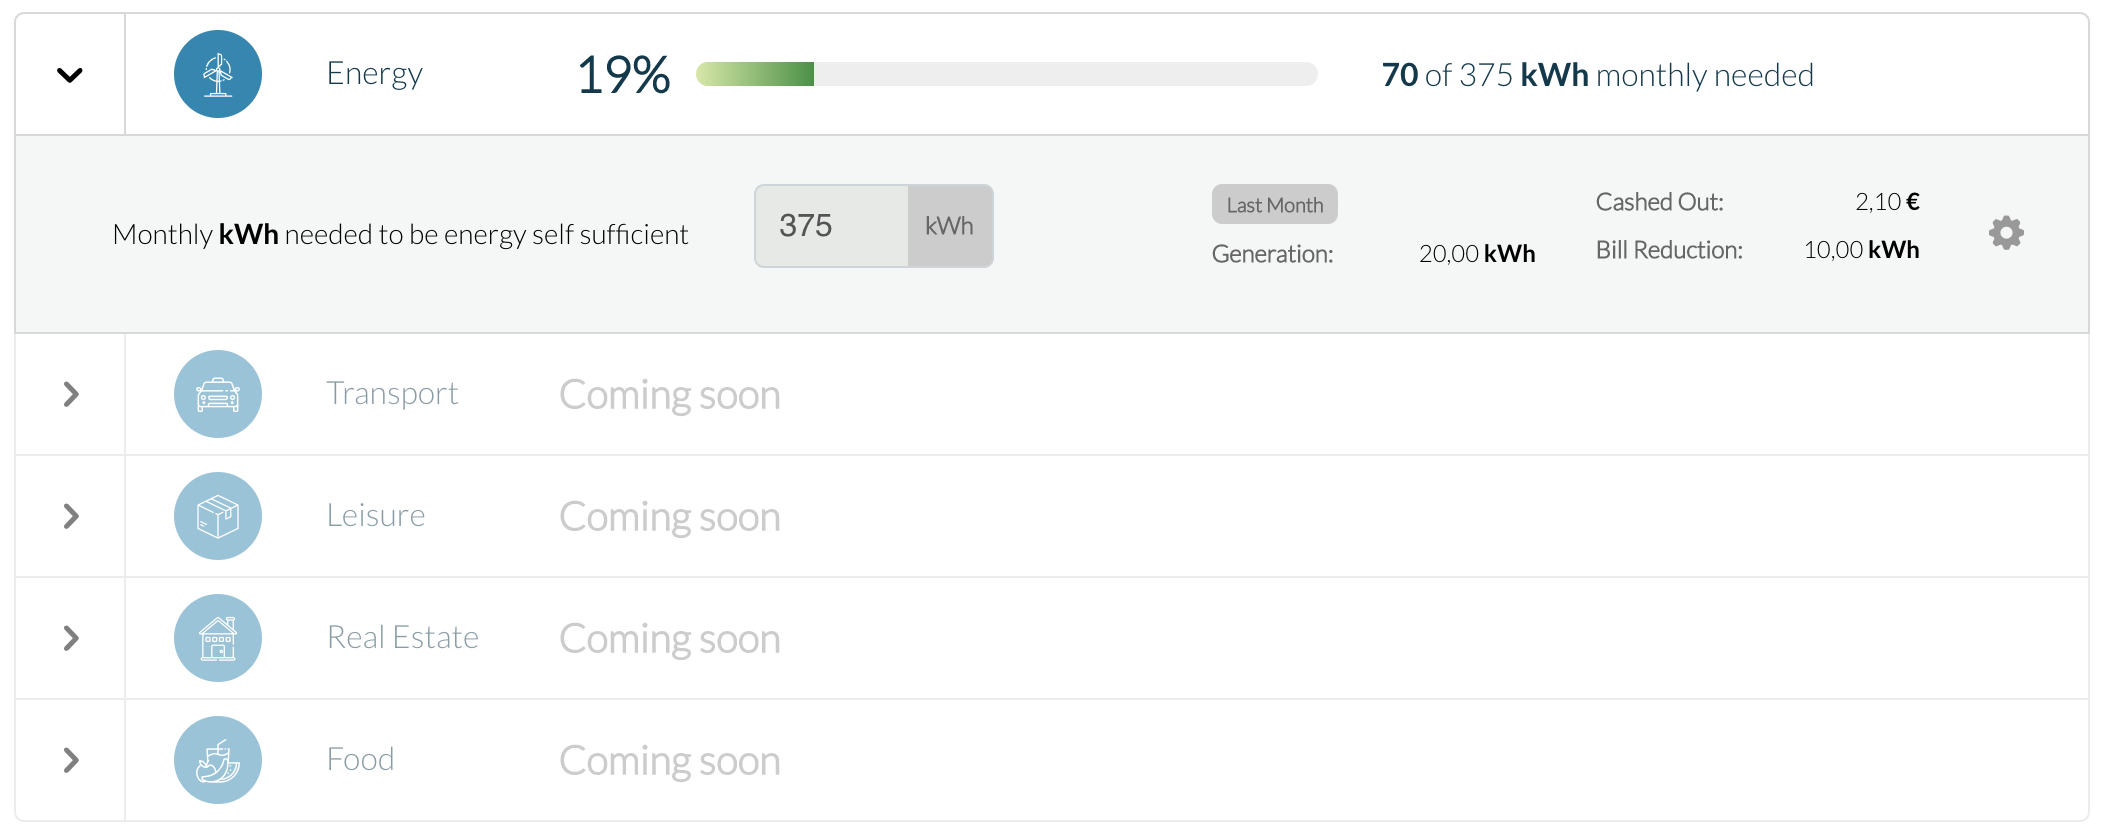 Energy 19% 70 of 375 kWh monthly needed
Monthly kWh needed to be energy self sufficient 375 kWh
Last Month
Generation: 20,00 kWh
Cashed Out: 2,10 €
Bill Reduction: 10,00 kWh
Transport Coming soon
Leisure Coming soon
Real Estate Coming soon
Food Coming soon